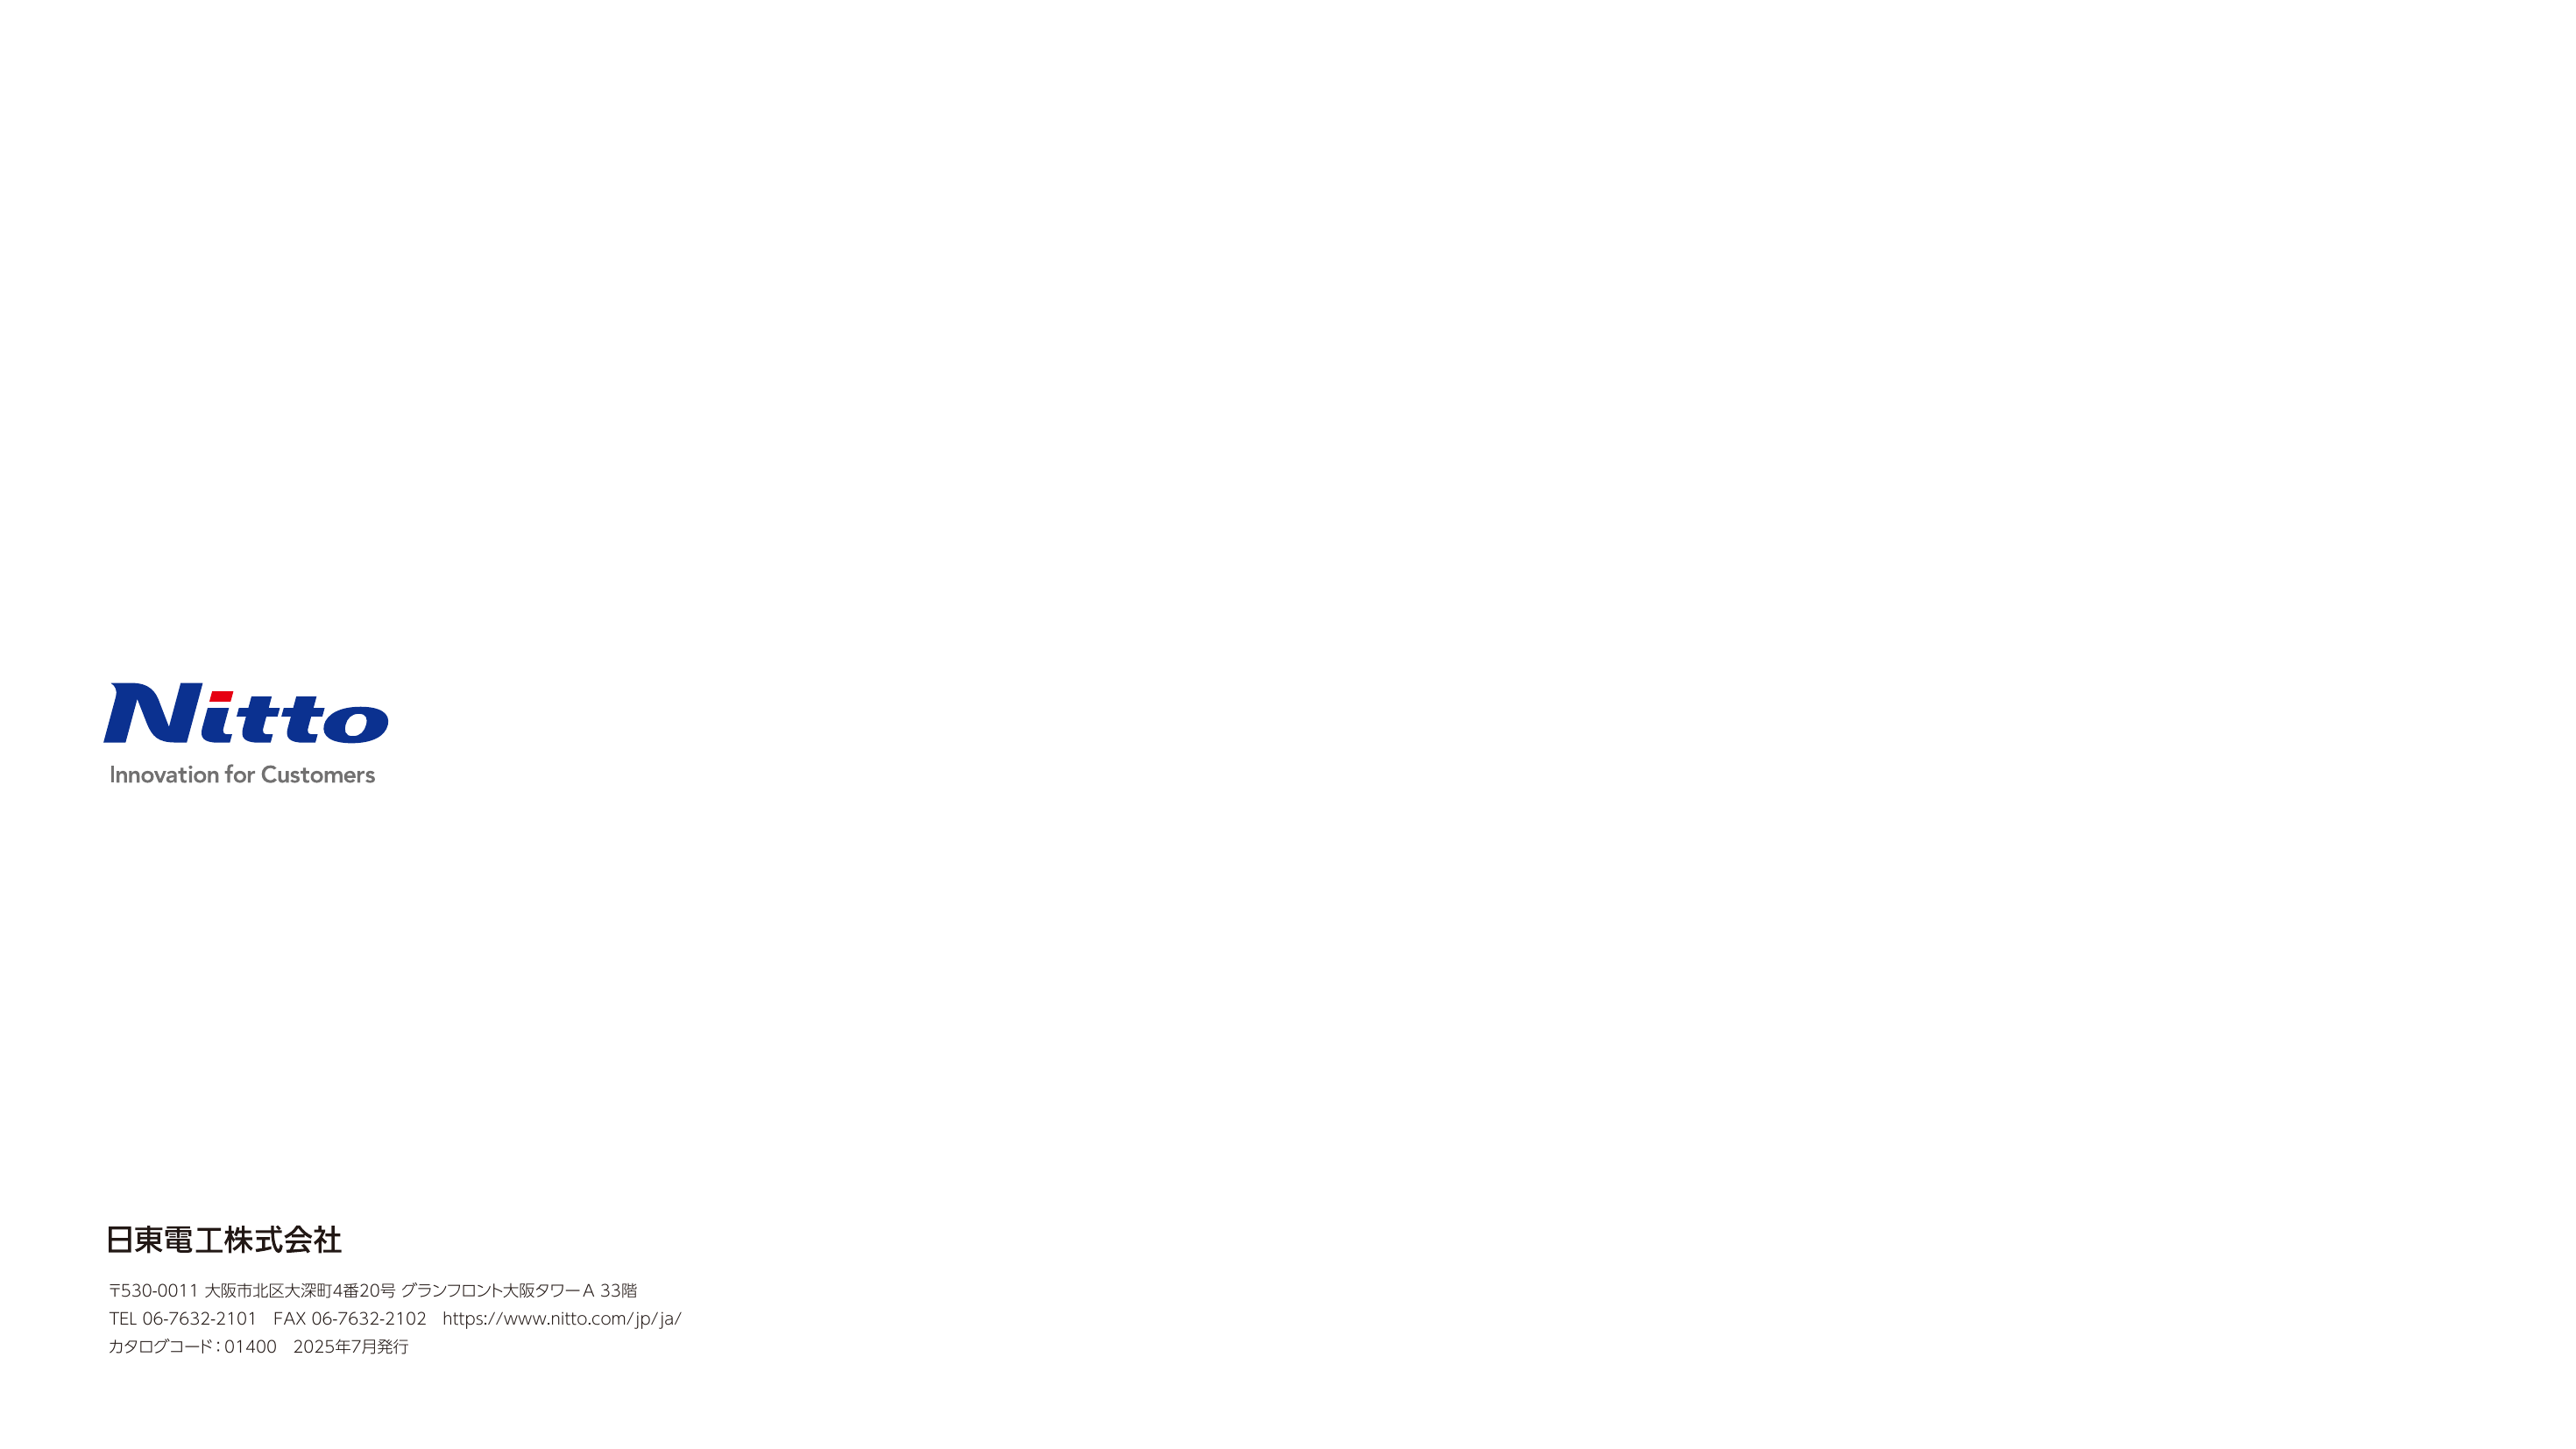 Nitto
Innovation for Customers
日東電工株式会社
〒530-0011 大阪市北区大深町4番20号 グランフロント大阪タワーA 33階
TEL 06-7632-2101　FAX 06-7632-2102　https://www.nitto.com/jp/ja/
カタログコード：01400　2025年7月発行